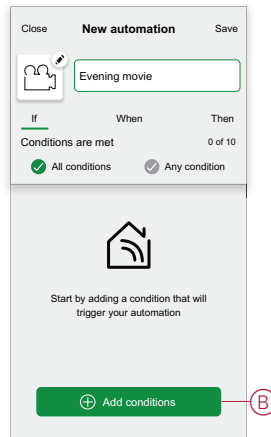 Close New automation Save
Evening movie
If When Then
Conditions are met 0 of 10
All conditions Any condition
Start by adding a condition that will
trigger your automation
Add conditions B